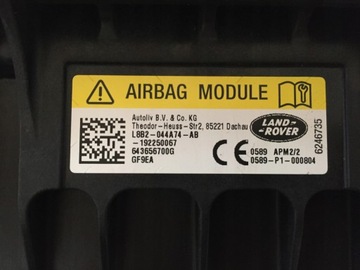 AIRBAG MODULE
Autoliv B.V. & Co. KG
Theodor-Heuss-Str2, 85221 Dachau
L8B2-044A74-AB
-192250067
643656700G
GF9EA
LAND-
ROVER
0589 APM2/2
0589-P1-000804
6246735